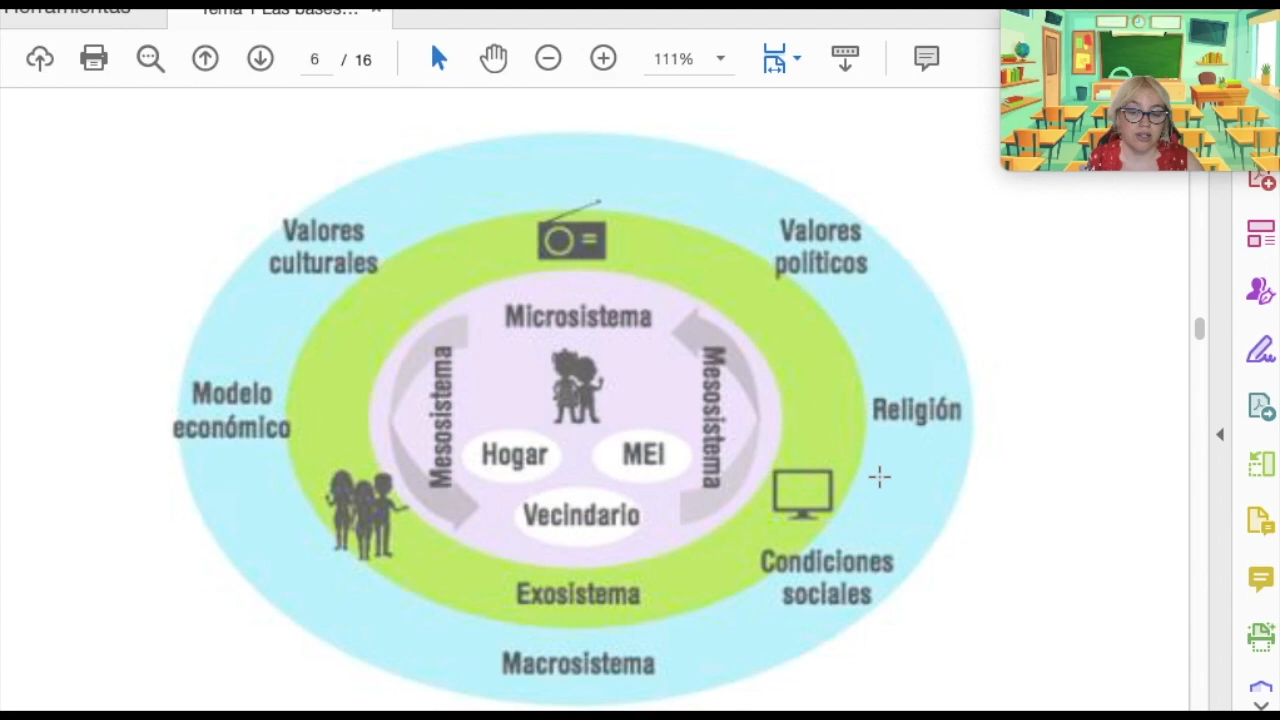 Herramientas
Tema 1 Las bases...
6 / 16
111%
Valores
culturales
Valores
políticos
Microsistema
Mesosistema
Mesosistema
Modelo
económico
Religión
Hogar
MEI
Vecindario
Condiciones
sociales
Exosistema
Macrosistema